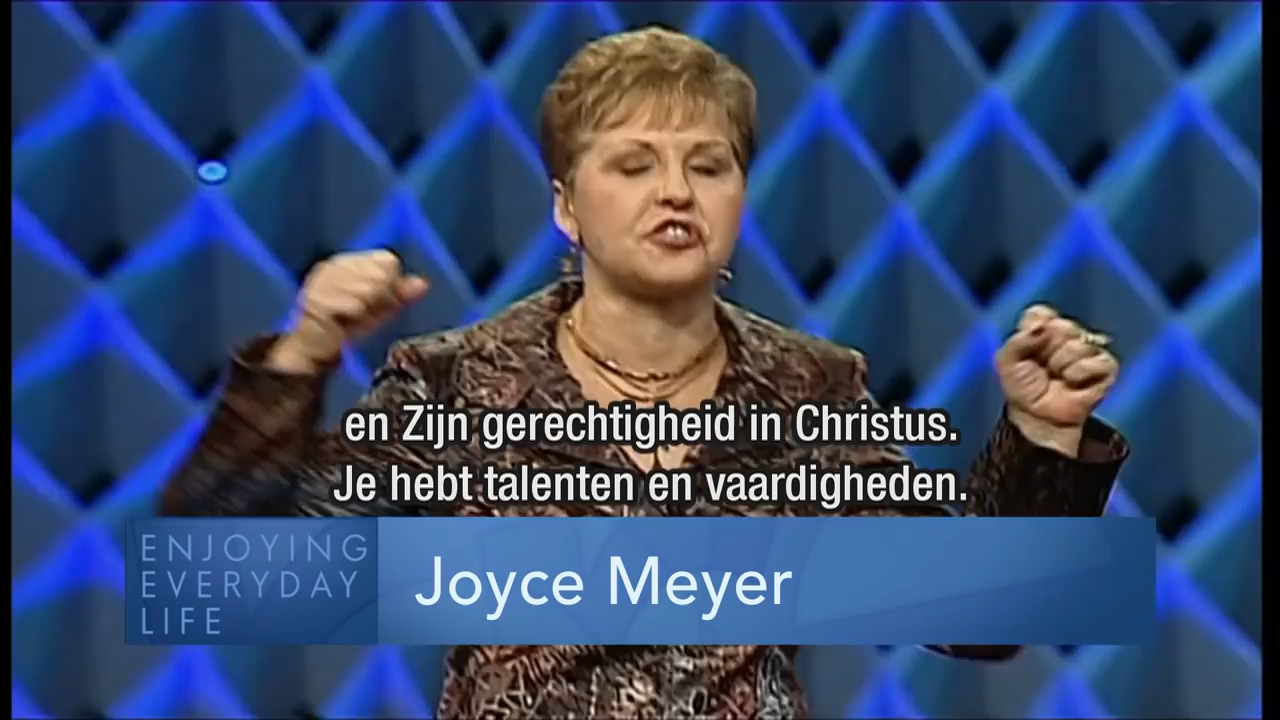 en Zijn gerechtigheid in Christus.
Je hebt talenten en vaardigheden.
ENJOYING
EVERYDAY
LIFE
Joyce Meyer